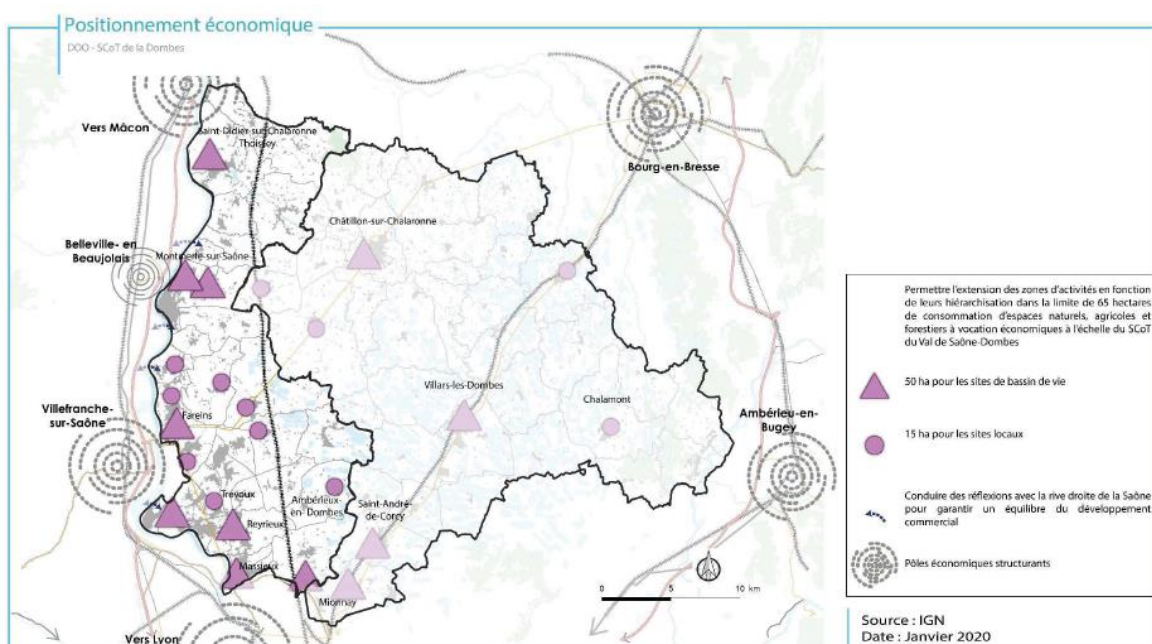 Positionnement économique
DOO - SCoT de la Dombes
Vers Mâcon
Saint-Didier-sur-Chalaronne
Thoissey
Bourg-en-Bresse
Châtillon-sur-Chalaronne
Belleville- en
Beaujolais
Montmerle-sur-Saône
Villars-les-Dombes
Chalamont
Villefranche-
sur-Saône
Fareins
Ambérieu-en-
Bugey
Trévoux
Ambérieux-
en-Dombes
Saint-André-
de-Corcy
Reyrieux
Massieux
Mionnay
Vers Lyon
0 5 10 km
Permettre l'extension des zones d'activités en fonction
de leurs hiérarchisation dans la limite de 65 hectares
de consommation d'espaces naturels, agricoles et
forestiers à vocation économiques à l'échelle du SCoT
du Val de Saône-Dombes
50 ha pour les sites de bassin de vie
15 ha pour les sites locaux
Conduire des réflexions avec la rive droite de la Saône
pour garantir un équilibre du développement
commercial
Pôles économiques structurants
Source : IGN
Date : Janvier 2020